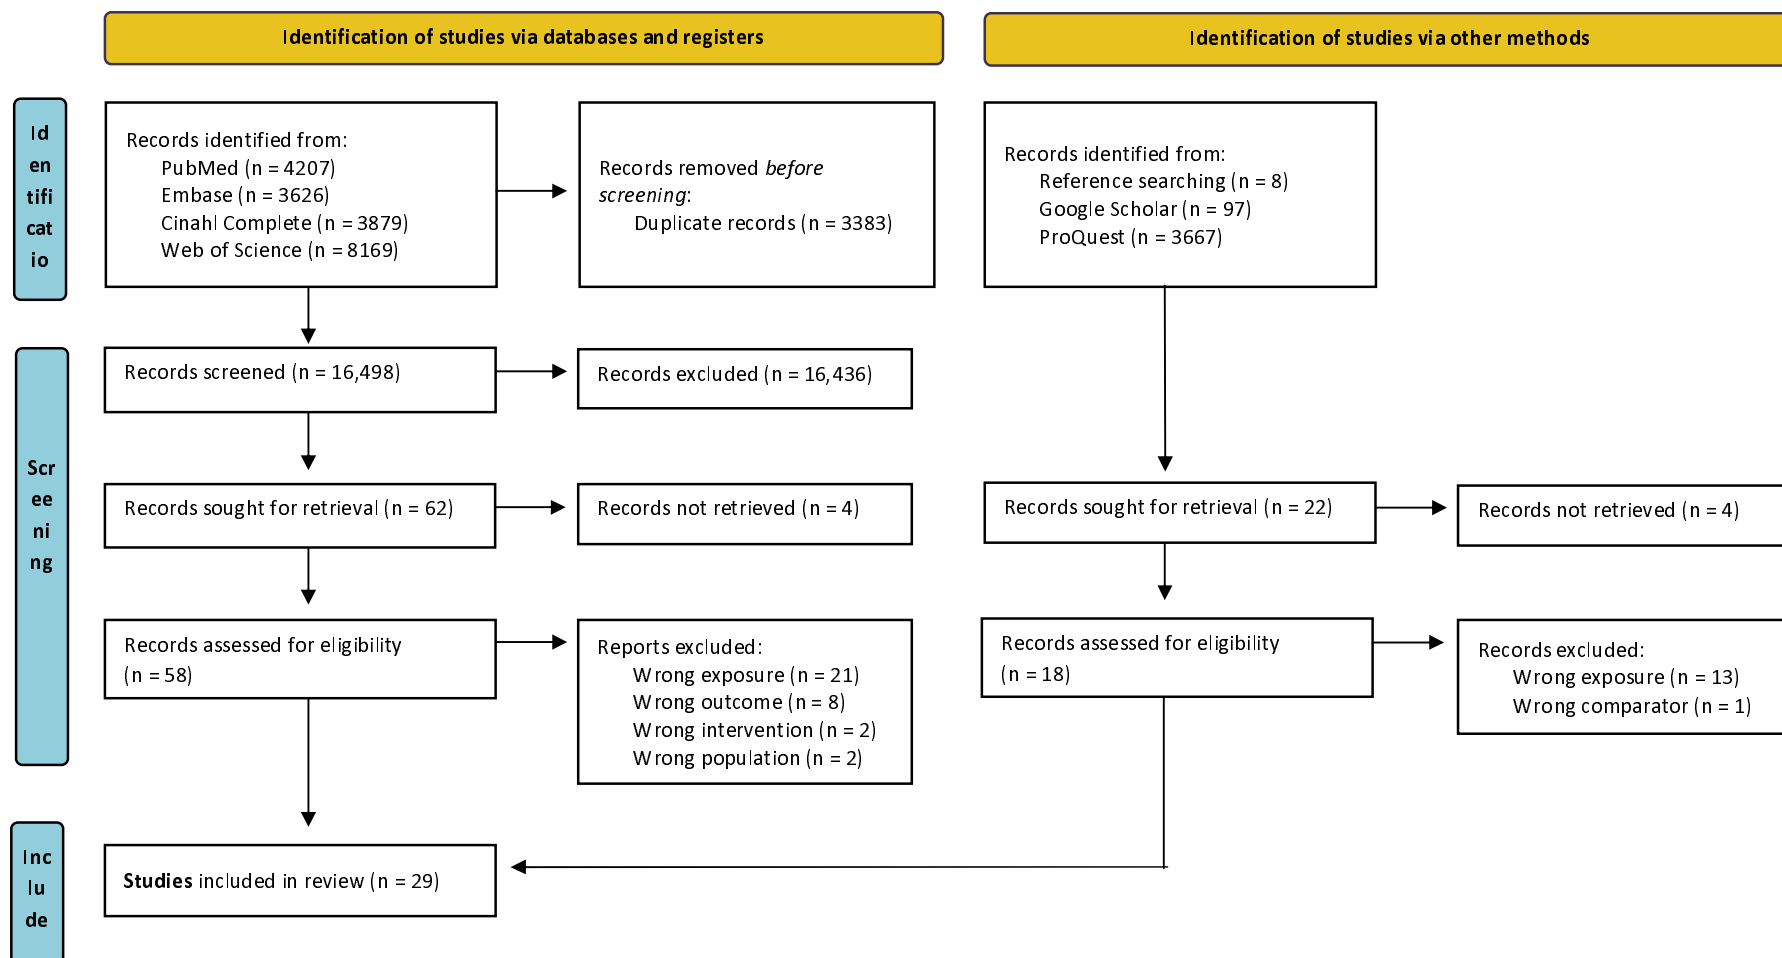 Identification of studies via databases and registers
Identification of studies via other methods
Id
en
tifi
cat
io
Records identified from:
PubMed (n = 4207)
Embase (n = 3626)
Cinahl Complete (n = 3879)
Web of Science (n = 8169)
Records removed before
screening:
Duplicate records (n = 3383)
Records identified from:
Reference searching (n = 8)
Google Scholar (n = 97)
ProQuest (n = 3667)
Scr
ee
ni
ng
Records screened (n = 16,498)
Records excluded (n = 16,436)
Records sought for retrieval (n = 62)
Records not retrieved (n = 4)
Records sought for retrieval (n = 22)
Records not retrieved (n = 4)
Records assessed for eligibility
(n = 58)
Reports excluded:
Wrong exposure (n = 21)
Wrong outcome (n = 8)
Wrong intervention (n = 2)
Wrong population (n = 2)
Records assessed for eligibility
(n = 18)
Records excluded:
Wrong exposure (n = 13)
Wrong comparator (n = 1)
Inc
lu
de
Studies included in review (n = 29)